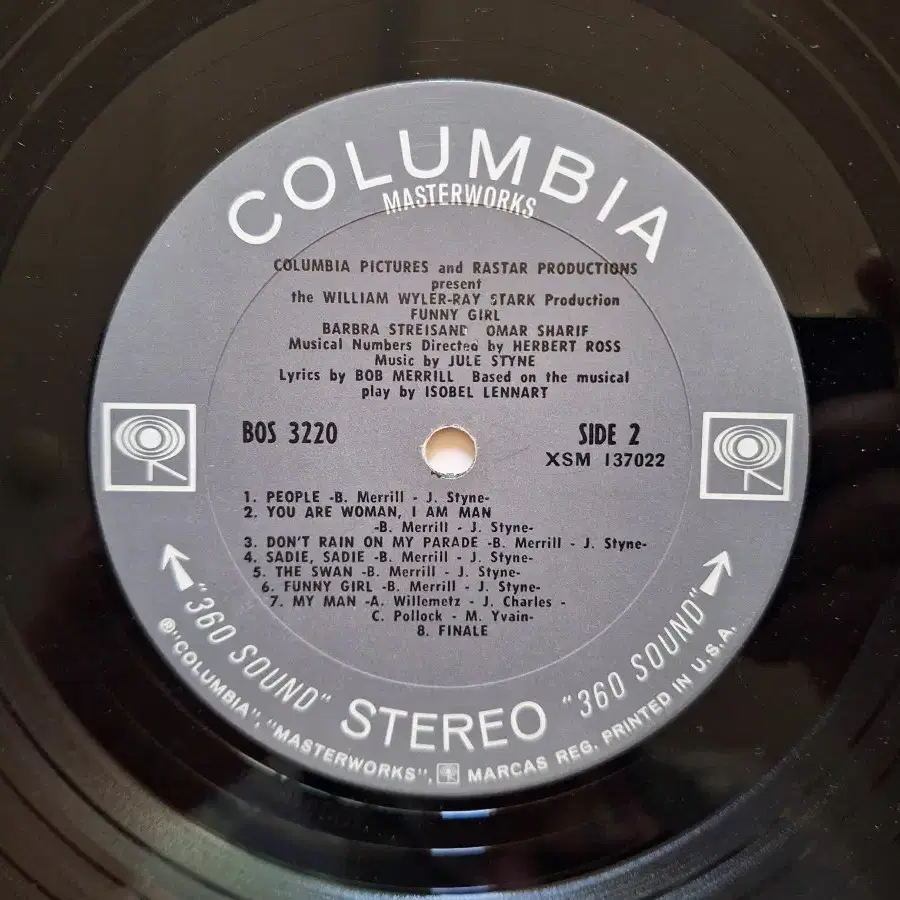 COLUMBIA
MASTERWORKS
COLUMBIA PICTURES and RASTAR PRODUCTIONS
present
the WILLIAM WYLER-RAY STARK Production
FUNNY GIRL
BARBRA STREISAND OMAR SHARIF
Musical Numbers Directed by HERBERT ROSS
Music by JULE STYNE
Lyrics by BOB MERRILL Based on the musical
play by ISOBEL LENNART
BOS 3220
SIDE 2
XSM 137022
1. PEOPLE -B. Merrill - J. Styne-
2. YOU ARE WOMAN, I AM MAN
-B. Merrill - J. Styne-
3. DON'T RAIN ON MY PARADE -B. Merrill - J. Styne-
4. SADIE, SADIE -B. Merrill - J. Styne-
5. THE SWAN -B. Merrill - J. Styne-
6. FUNNY GIRL -B. Merrill - J. Styne-
7. MY MAN -A. Willemetz - J. Charles -
C. Pollock - M. Yvain-
8. FINALE
"360 SOUND" STEREO "360 SOUND"
®"COLUMBIA", "MASTERWORKS", MARCAS REG. PRINTED IN U.S.A.